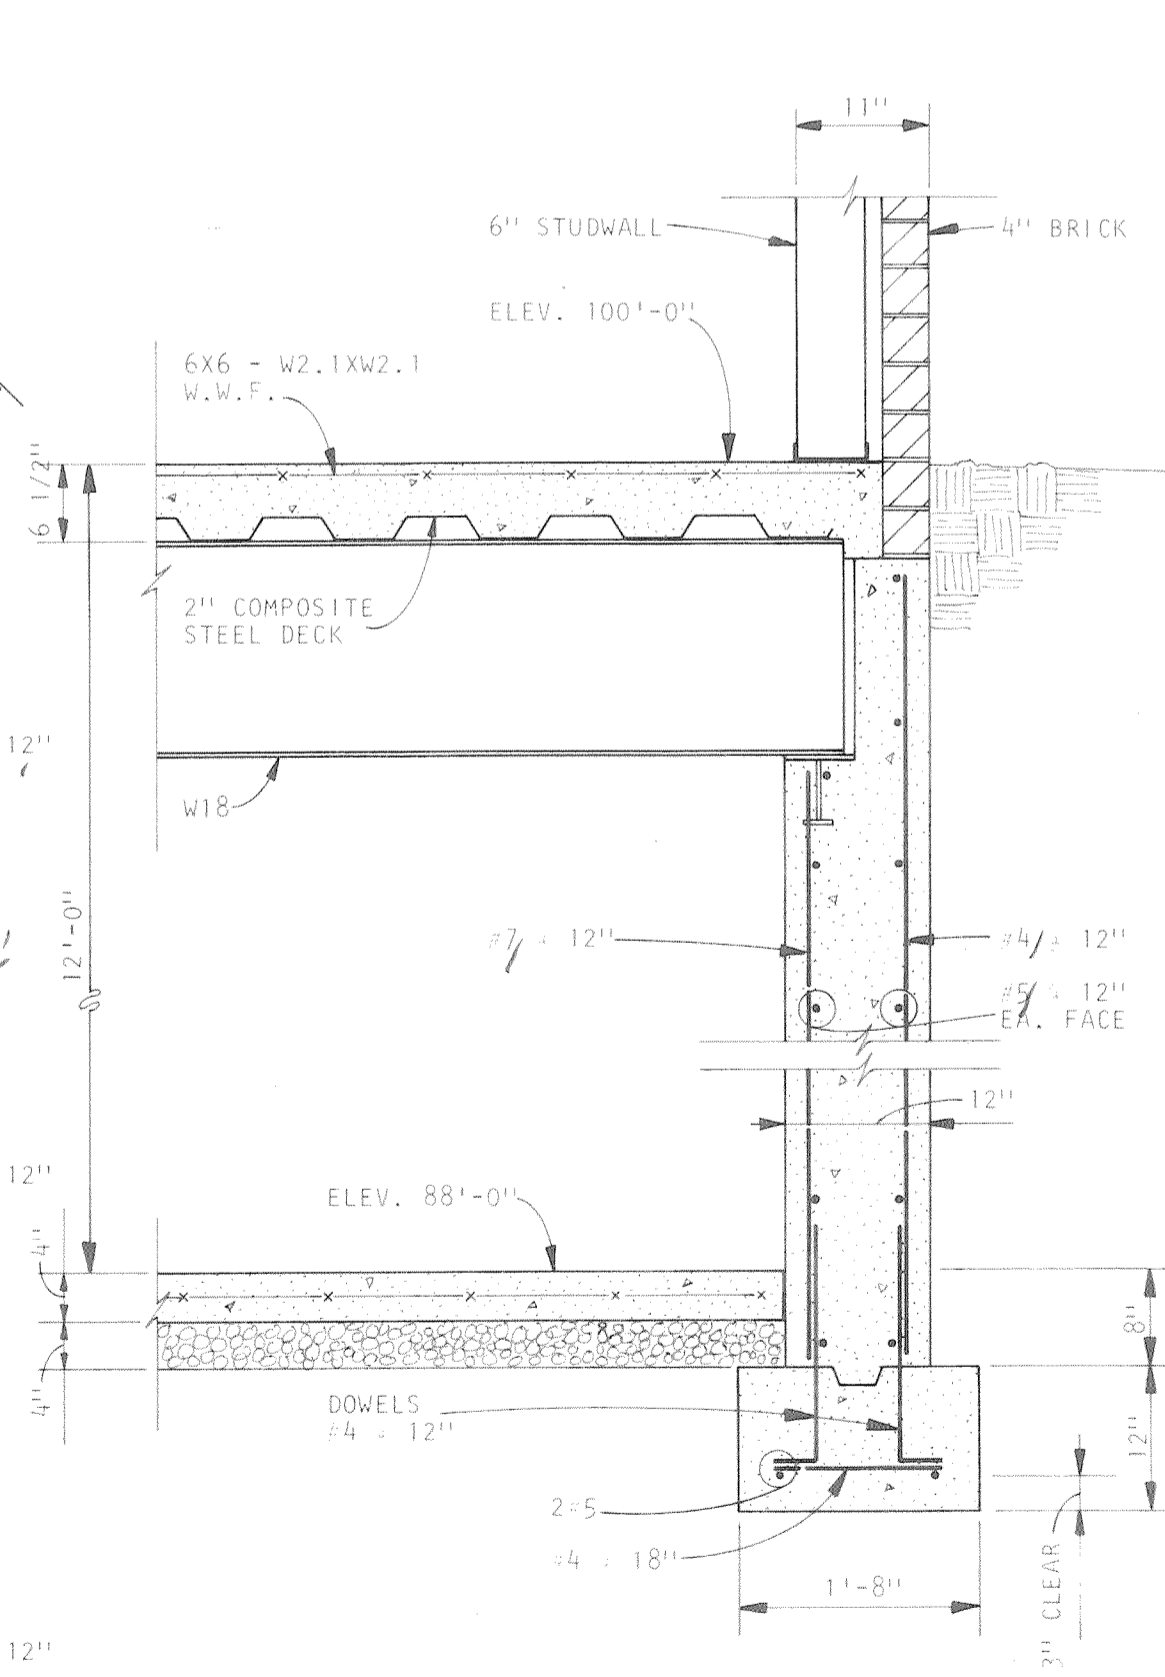 11"
6" STUDWALL
4" BRICK
ELEV. 100'-0"
6X6 - W2.1XW2.1
W.W.F.
6 1/2"
2" COMPOSITE
STEEL DECK
12"
W18
12'-0"
#7 @ 12"
#4 @ 12"
#5 @ 12"
EA. FACE
12"
12"
ELEV. 88'-0"
4"
8"
4"
DOWELS
#4 @ 12"
12"
2#5
#4 @ 18"
1'-8"
3" CLEAR
12"